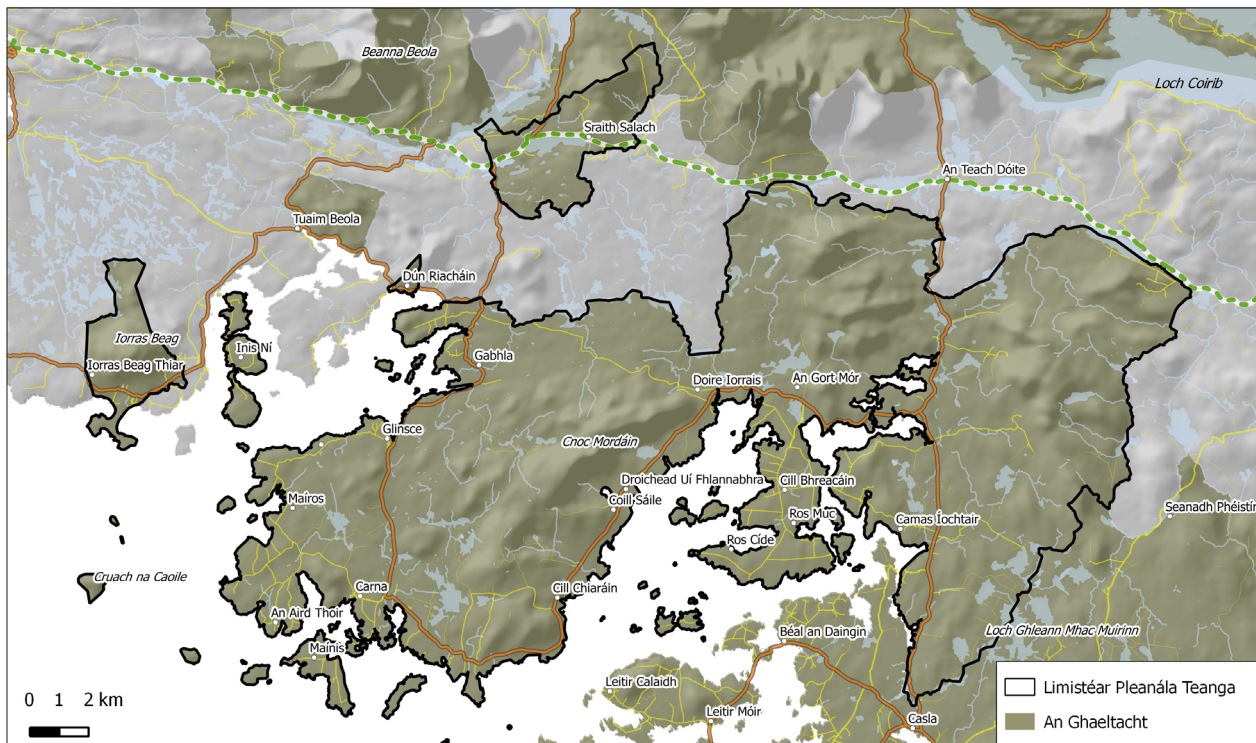 Beanna Beola
Loch Coirib
Sraith Salach
An Teach Dóite
Tuaim Beola
Dún Riacháin
Iorras Beag
Inis Ní
Iorras Beag Thiar
Gabhla
Doire Iorrais
An Gort Mór
Glinsce
Cnoc Mordáin
Droichead Uí Fhlannabhra
Cill Bhreacáin
Maíros
Coill Sáile
Ros Muc
Camas Íochtair
Seanadh Phéistín
Ros Cíde
Cruach na Caoile
Carna
Cill Chiaráin
An Aird Thoir
Béal an Daingin
Loch Ghleann Mhac Muirinn
Mainis
Leitir Calaidh
Leitir Móir
Casla
0 1 2 km
Limistéar Pleanála Teanga
An Ghaeltacht